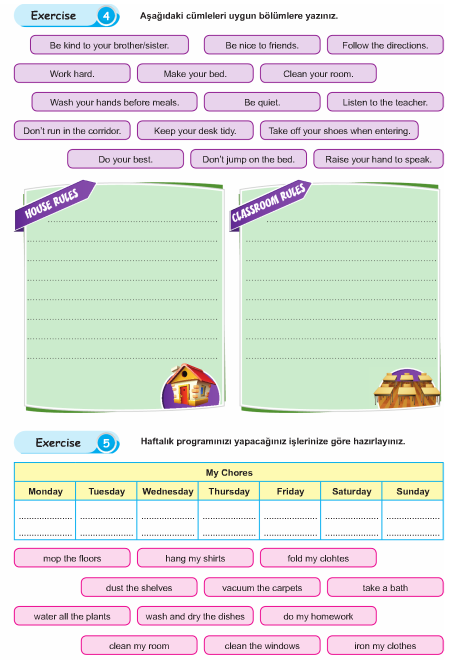 Exercise 4 Aşağıdaki cümleleri uygun bölümlere yazınız.
Be kind to your brother/sister. Be nice to friends. Follow the directions.
Work hard. Make your bed. Clean your room.
Wash your hands before meals. Be quiet. Listen to the teacher.
Don't run in the corridor. Keep your desk tidy. Take off your shoes when entering.
Do your best. Don't jump on the bed. Raise your hand to speak.
HOUSE RULES CLASSROOM RULES
Exercise 5 Haftalık programınızı yapacağınız işlerinize göre hazırlayınız.
My Chores
Monday Tuesday Wednesday Thursday Friday Saturday Sunday
mop the floors hang my shirts fold my clohtes
dust the shelves vacuum the carpets take a bath
water all the plants wash and dry the dishes do my homework
clean my room clean the windows iron my clothes